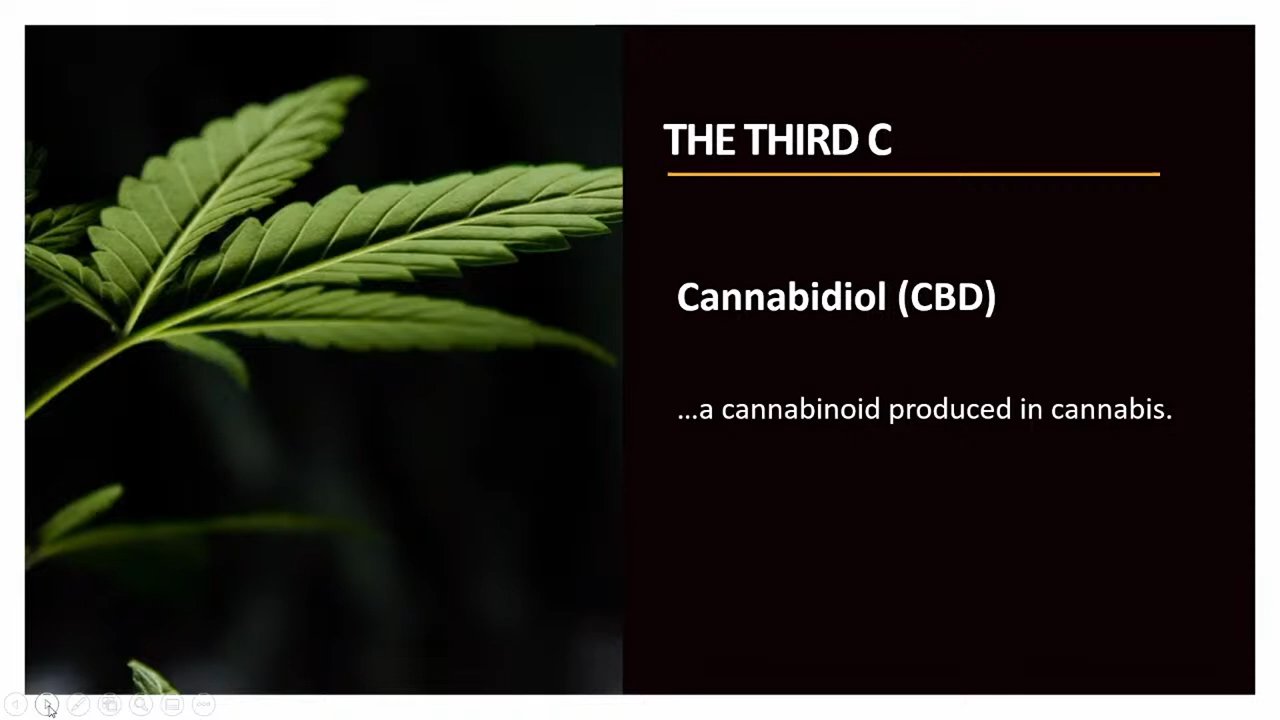 THE THIRD C
Cannabidiol (CBD)
...a cannabinoid produced in cannabis.